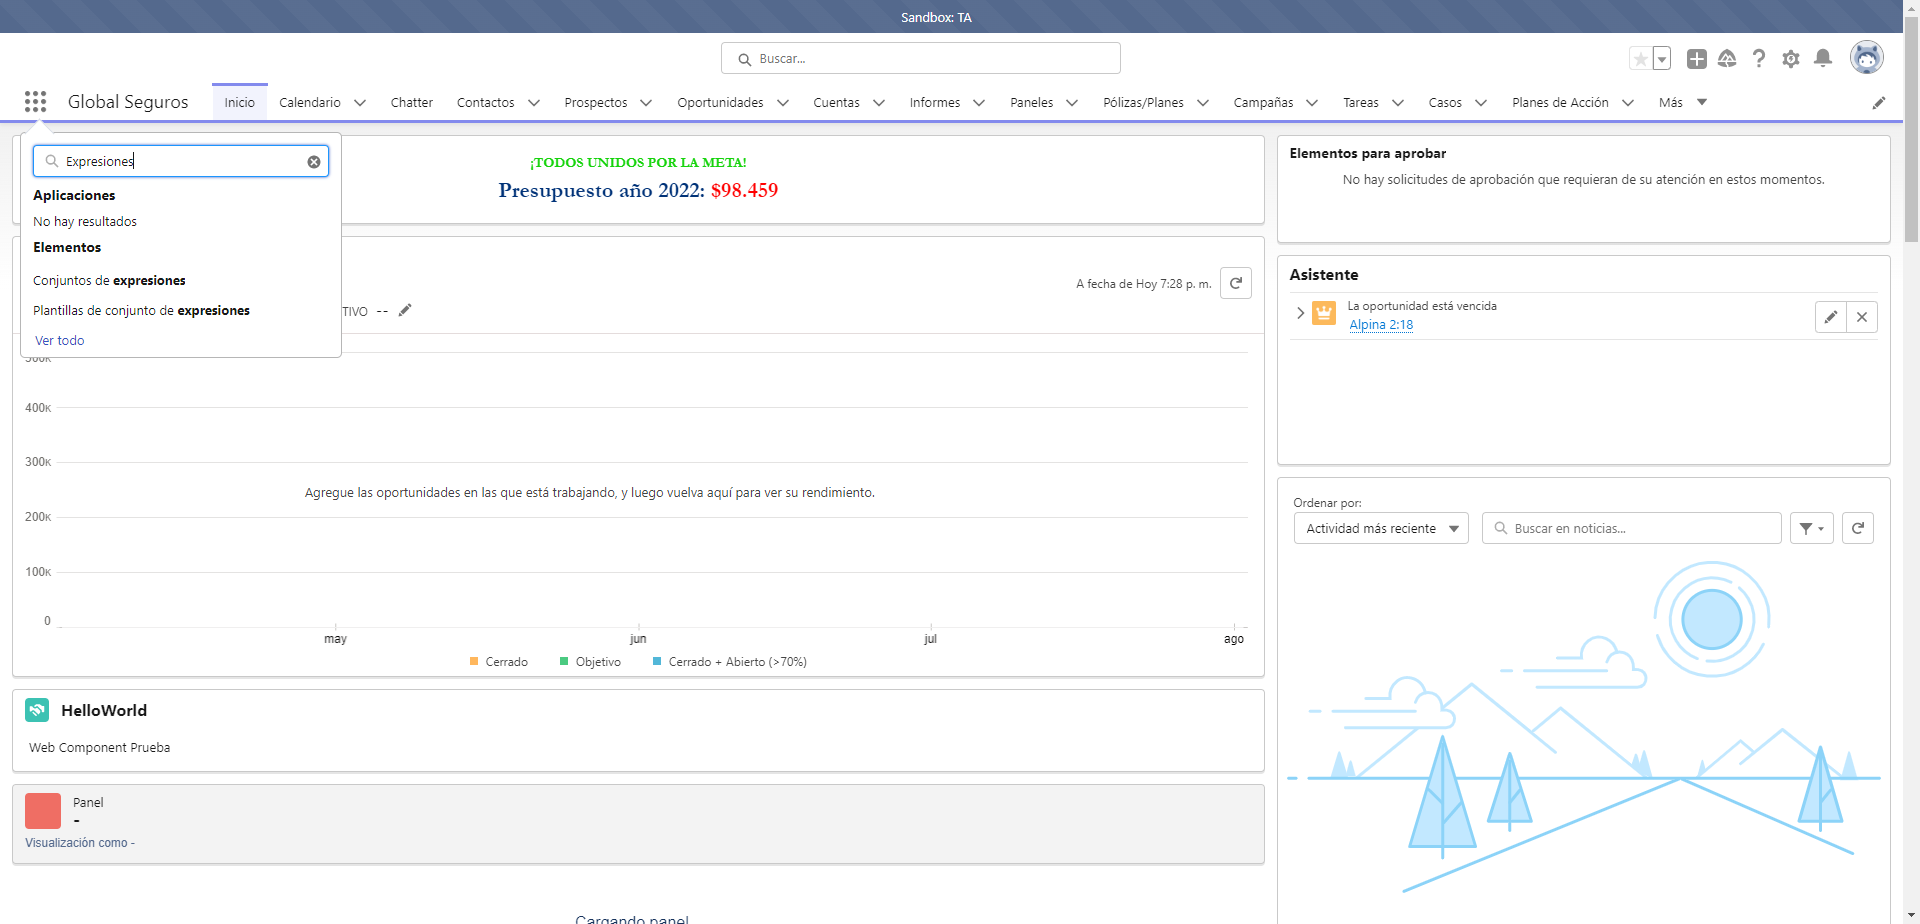 Sandbox: TA
Buscar...
Global Seguros
Inicio
Calendario
Chatter
Contactos
Prospectos
Oportunidades
Cuentas
Informes
Paneles
Pólizas/Planes
Campañas
Tareas
Casos
Planes de Acción
Más
Expresiones
Aplicaciones
No hay resultados
Elementos
Conjuntos de expresiones
Plantillas de conjunto de expresiones
Ver todo
¡TODOS UNIDOS POR LA META!
Presupuesto año 2022: $98.459
A fecha de Hoy 7:28 p. m.
TIVO --
500K
400K
300K
200K
100K
0
Agregue las oportunidades en las que está trabajando, y luego vuelva aquí para ver su rendimiento.
may
jun
jul
ago
Cerrado
Objetivo
Cerrado + Abierto (>70%)
HelloWorld
Web Component Prueba
Panel
-
Visualización como -
Cargando panel
Elementos para aprobar
No hay solicitudes de aprobación que requieran de su atención en estos momentos.
Asistente
La oportunidad está vencida
Alpina 2:18
Ordenar por:
Actividad más reciente
Buscar en noticias...